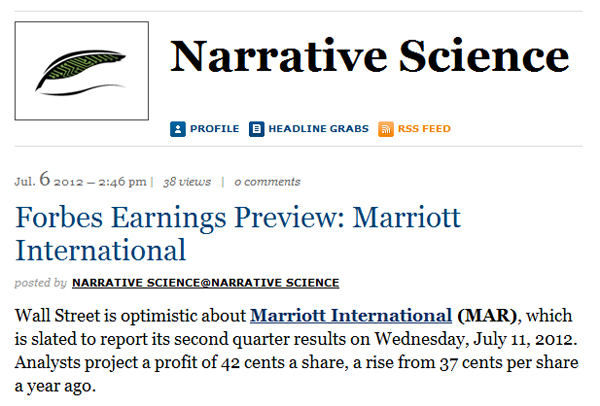 Narrative Science
PROFILE HEADLINE GRABS RSS FEED
Jul. 6 2012 — 2:46 pm | 38 views | 0 comments
Forbes Earnings Preview: Marriott
International
posted by NARRATIVE SCIENCE@NARRATIVE SCIENCE
Wall Street is optimistic about Marriott International (MAR), which
is slated to report its second quarter results on Wednesday, July 11, 2012.
Analysts project a profit of 42 cents a share, a rise from 37 cents per share
a year ago.